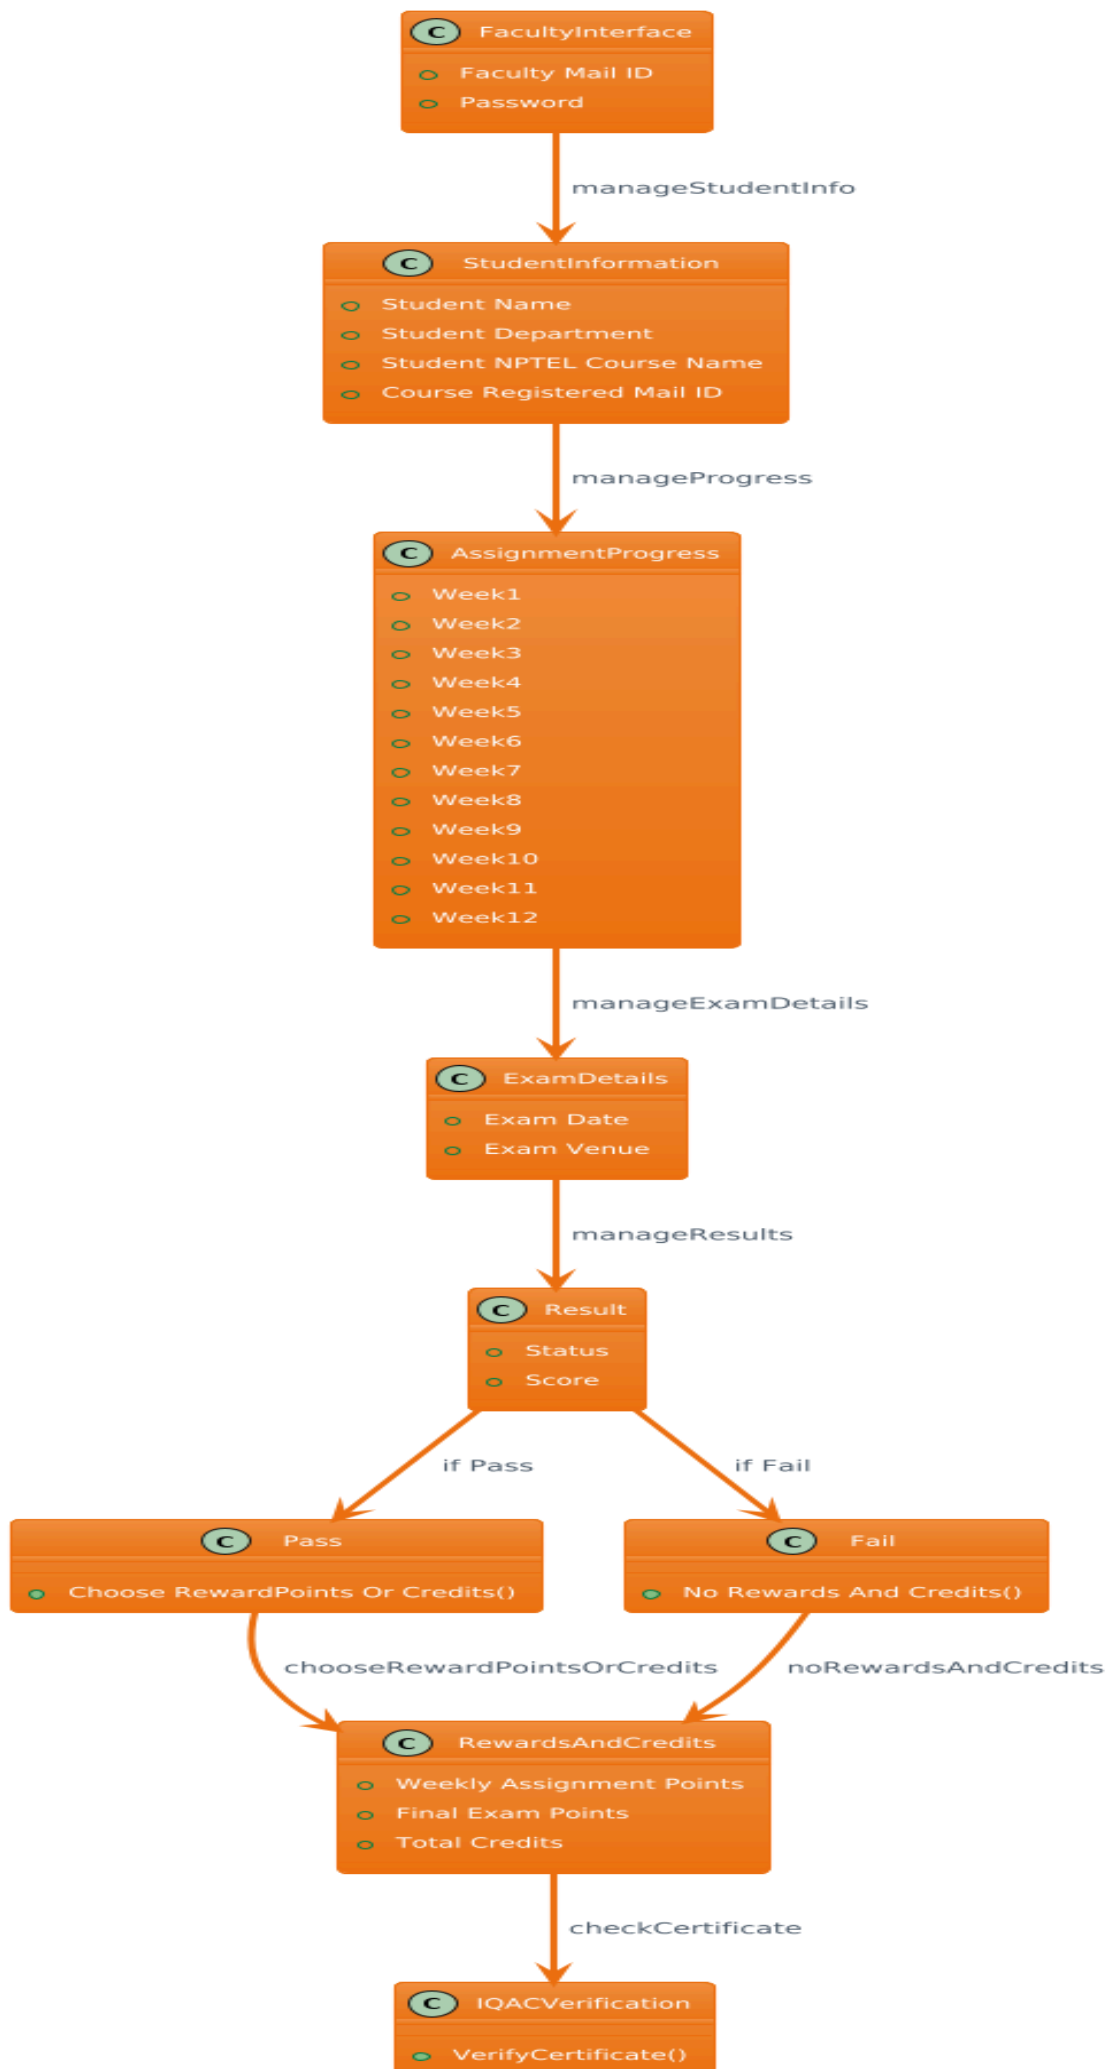 C FacultyInterface
Faculty Mail ID
Password
manageStudentInfo
C StudentInformation
Student Name
Student Department
Student NPTEL Course Name
Course Registered Mail ID
manageProgress
C AssignmentProgress
Week1
Week2
Week3
Week4
Week5
Week6
Week7
Week8
Week9
Week10
Week11
Week12
manageExamDetails
C ExamDetails
Exam Date
Exam Venue
manageResults
C Result
Status
Score
if Pass
if Fail
C Pass
Choose RewardPoints Or Credits()
C Fail
No Rewards And Credits()
chooseRewardPointsOrCredits
noRewardsAndCredits
C RewardsAndCredits
Weekly Assignment Points
Final Exam Points
Total Credits
checkCertificate
C IQACVerification
VerifyCertificate()